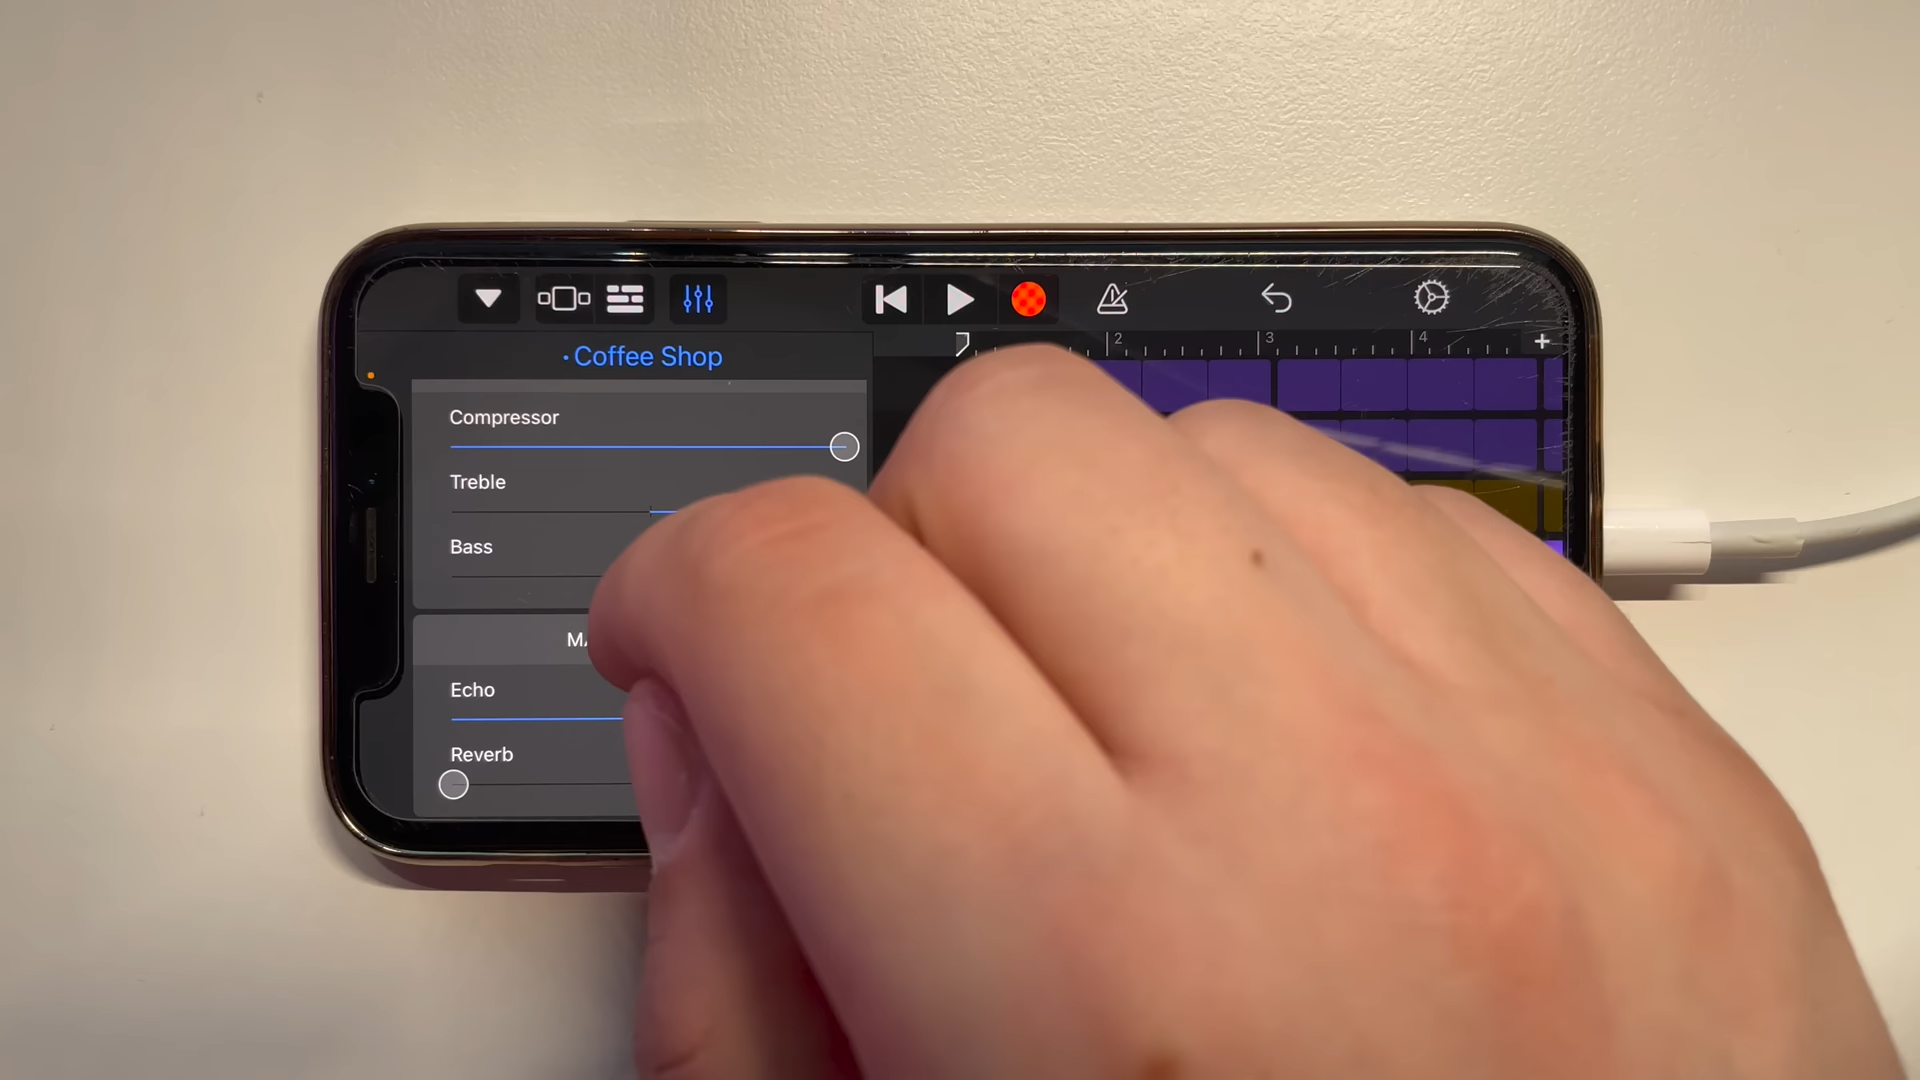 2 3 4
Coffee Shop
Compressor
Treble
Bass
Echo
Reverb